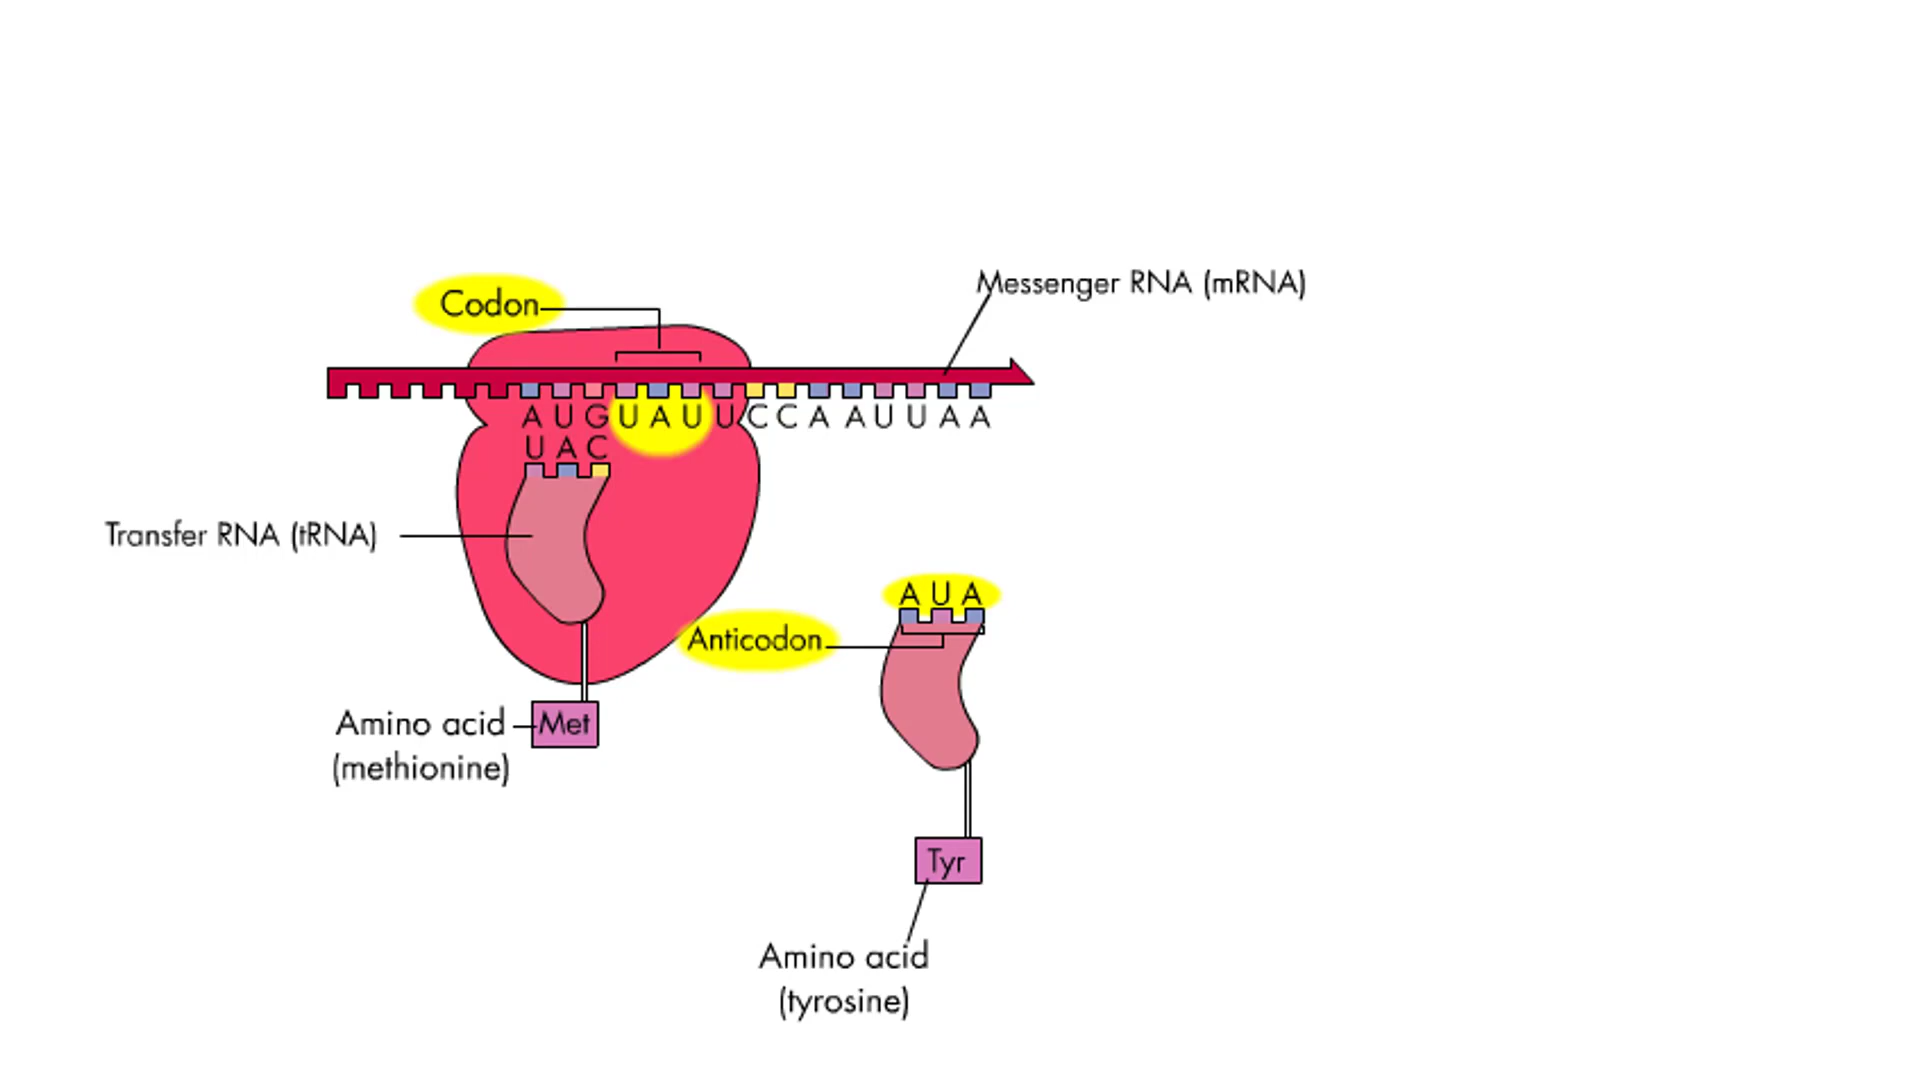 Messenger RNA (mRNA)
Codon
A U G U A U U C C A A U U A A
U A C
Transfer RNA (tRNA)
A U A
Anticodon
Amino acid
(methionine)
Met
Tyr
Amino acid
(tyrosine)